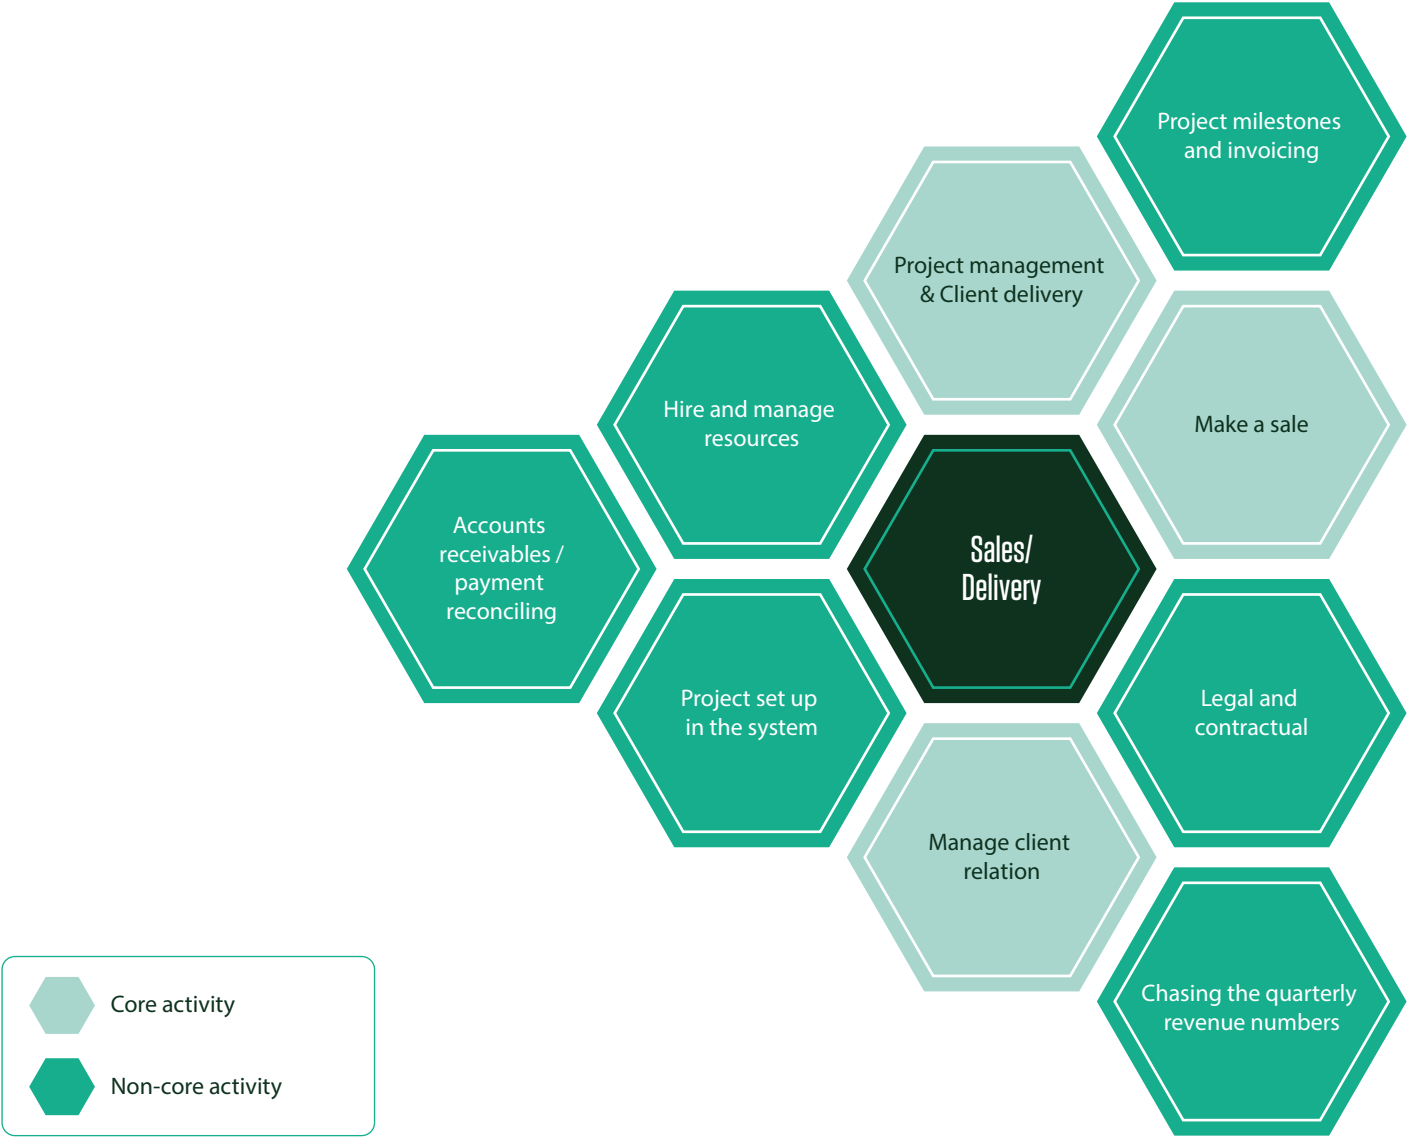 Project milestones
and invoicing
Project management
& Client delivery
Hire and manage
resources
Make a sale
Accounts
receivables /
payment
reconciling
Sales/
Delivery
Project set up
in the system
Legal and
contractual
Manage client
relation
Chasing the quarterly
revenue numbers
Core activity
Non-core activity